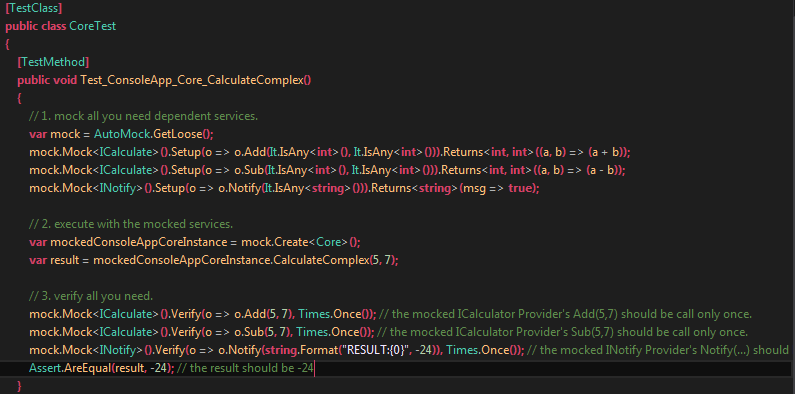 [TestClass]
public class CoreTest
{
[TestMethod]
public void Test_ConsoleApp_Core_CalculateComplex()
{
// 1. mock all you need dependent services.
var mock = AutoMock.GetLoose();
mock.Mock<ICalculate>().Setup(o => o.Add(It.IsAny<int>(), It.IsAny<int>())).Returns<int, int>((a, b) => (a + b));
mock.Mock<ICalculate>().Setup(o => o.Sub(It.IsAny<int>(), It.IsAny<int>())).Returns<int, int>((a, b) => (a - b));
mock.Mock<INotify>().Setup(o => o.Notify(It.IsAny<string>())).Returns<string>(msg => true);
// 2. execute with the mocked services.
var mockedConsoleAppCoreInstance = mock.Create<Core>();
var result = mockedConsoleAppCoreInstance.CalculateComplex(5, 7);
// 3. verify all you need.
mock.Mock<ICalculate>().Verify(o => o.Add(5, 7), Times.Once()); // the mocked ICalculator Provider's Add(5,7) should be call only once.
mock.Mock<ICalculate>().Verify(o => o.Sub(5, 7), Times.Once()); // the mocked ICalculator Provider's Sub(5,7) should be call only once.
mock.Mock<INotify>().Verify(o => o.Notify(string.Format("RESULT:{0}", -24)), Times.Once()); // the mocked INotify Provider's Notify(...) should
Assert.AreEqual(result, -24); // the result should be -24
}